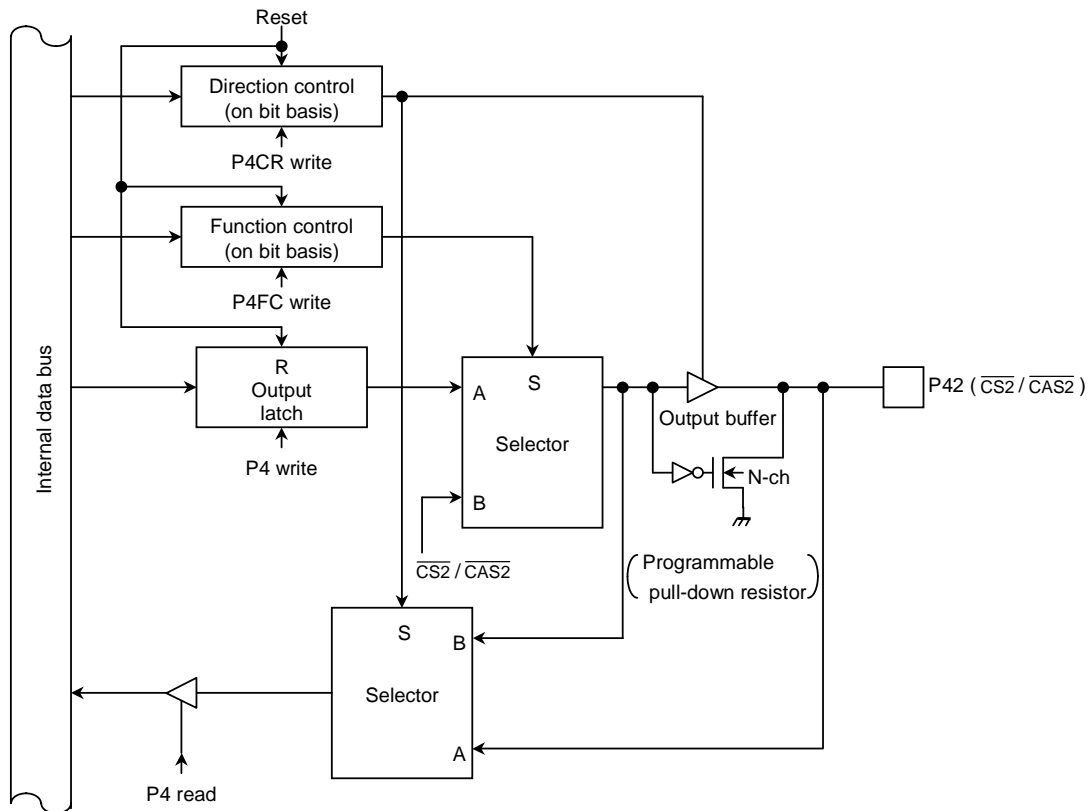 Reset
Direction control
(on bit basis)
P4CR write
Function control
(on bit basis)
P4FC write
Internal data bus
R
Output
latch
P4 write
A
S
Selector
B
CS2 / CAS2
Output buffer
P42 ( CS2 / CAS2 )
N-ch
(Programmable
pull-down resistor)
S
B
Selector
A
P4 read